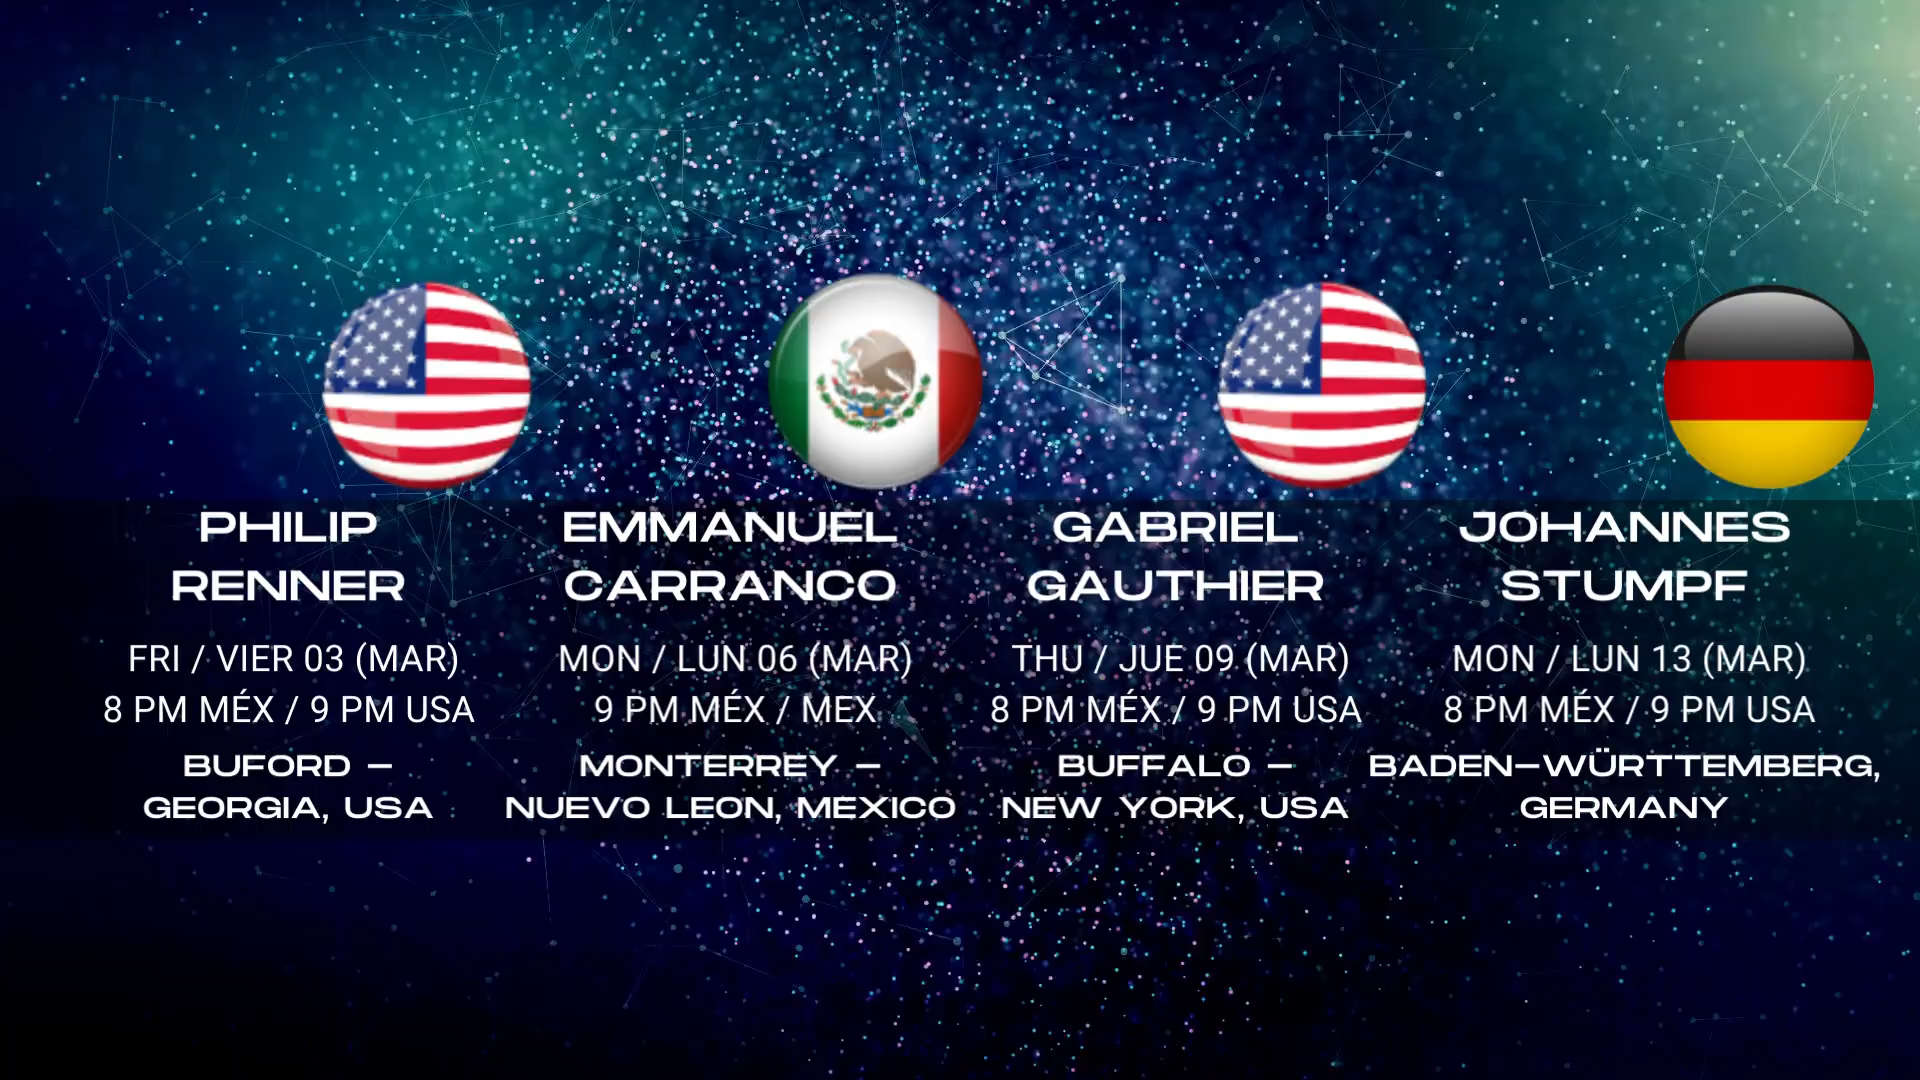 PHILIP
RENNER
FRI / VIER 03 (MAR)
8 PM MÉX / 9 PM USA
BUFORD –
GEORGIA, USA
EMMANUEL
CARRANCO
MON / LUN 06 (MAR)
9 PM MÉX / MEX
MONTERREY –
NUEVO LEON, MEXICO
GABRIEL
GAUTHIER
THU / JUE 09 (MAR)
8 PM MÉX / 9 PM USA
BUFFALO –
NEW YORK, USA
JOHANNES
STUMPF
MON / LUN 13 (MAR)
8 PM MÉX / 9 PM USA
BADEN–WÜRTTEMBERG,
GERMANY